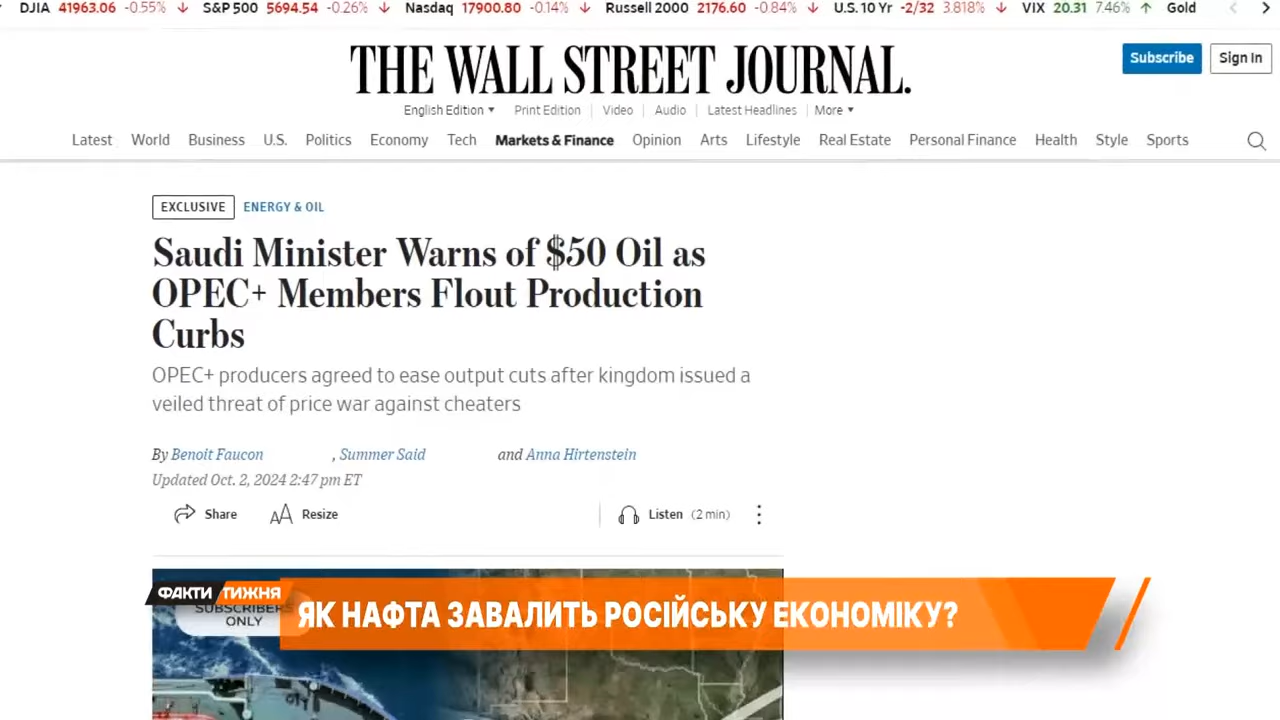 DJIA 41963.06 -0.55% S&P 500 5694.54 -0.26% Nasdaq 17900.80 -0.14% Russell 2000 2176.60 -0.84% U.S. 10 Yr -2/32 3.818% VIX 20.31 7.46% Gold
THE WALL STREET JOURNAL.
Subscribe Sign In
English Edition Print Edition Video Audio Latest Headlines More
Latest World Business U.S. Politics Economy Tech Markets & Finance Opinion Arts Lifestyle Real Estate Personal Finance Health Style Sports
EXCLUSIVE ENERGY & OIL
Saudi Minister Warns of $50 Oil as
OPEC+ Members Flout Production
Curbs
OPEC+ producers agreed to ease output cuts after kingdom issued a
veiled threat of price war against cheaters
By Benoit Faucon , Summer Said and Anna Hirtenstein
Updated Oct. 2, 2024 2:47 pm ET
Share AA Resize Listen (2 min)
ФАКТИ ТИЖНЯ
SUBSCRIBERS
ONLY
ЯК НАФТА ЗАВАЛИТЬ РОСІЙСЬКУ ЕКОНОМІКУ?